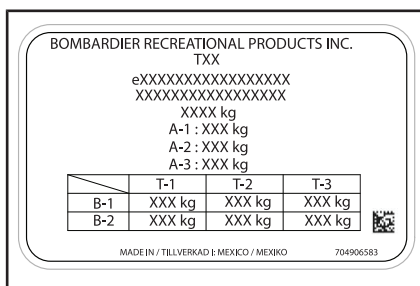 BOMBARDIER RECREATIONAL PRODUCTS INC.
TXX
eXXXXXXXXXXXXXXXXX
XXXXXXXXXXXXXXXXX
XXXX kg
A-1 : XXX kg
A-2 : XXX kg
A-3 : XXX kg
T-1 T-2 T-3
B-1 XXX kg XXX kg XXX kg
B-2 XXX kg XXX kg XXX kg
MADE IN / TILLVERKAD I: MEXICO / MEXIKO 704906583